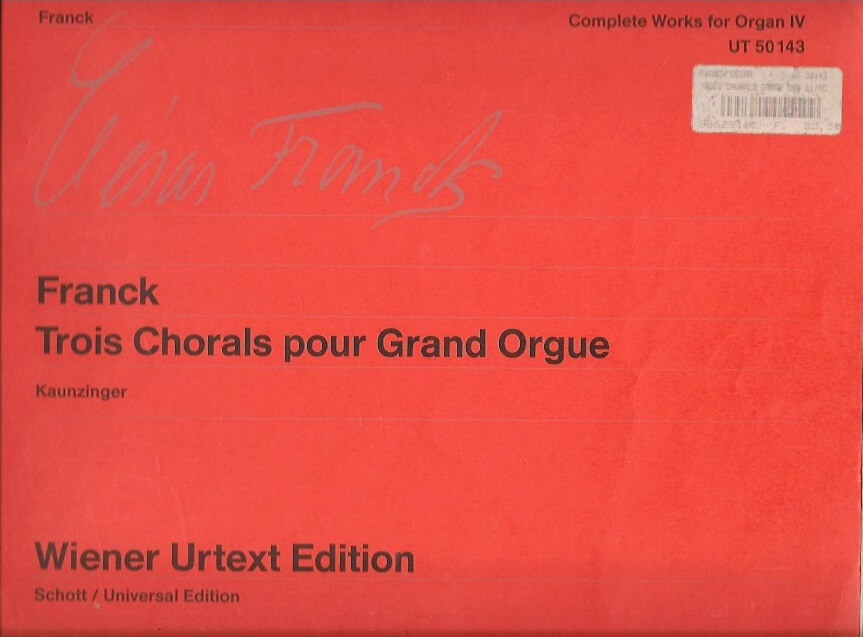 Franck
Complete Works for Organ IV
UT 50143
César Franck
Franck
Trois Chorals pour Grand Orgue
Kaunzinger
Wiener Urtext Edition
Schott / Universal Edition